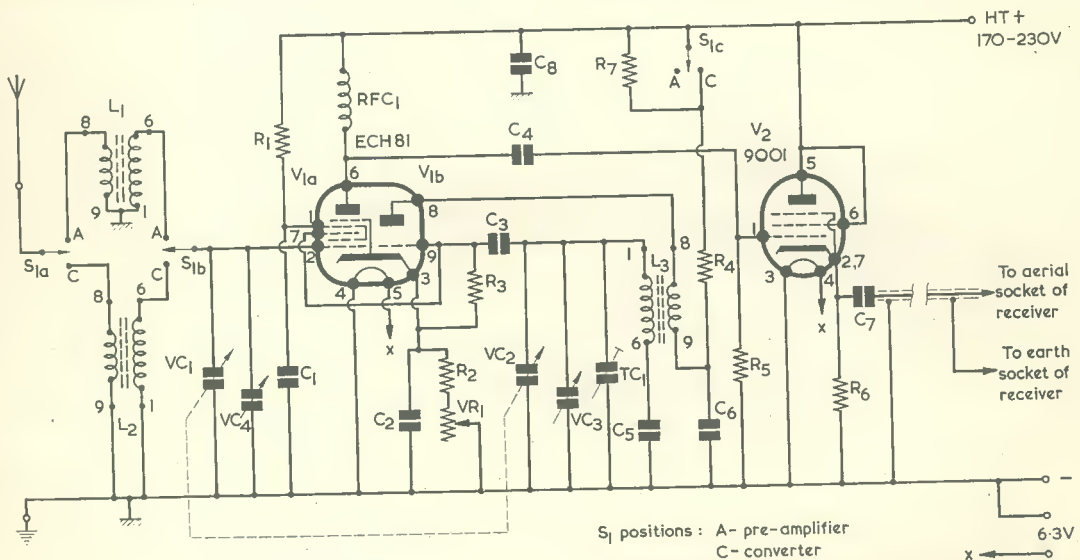 HT+
170-230V
S1c
A
C
R7
C8
RFC1
ECH81
R1
C4
V2
9001
L1
8
6
9
1
A
A
S1a
C
S1b
C
8
6
9
1
L2
V1a
V1b
6
1
7
2
8
9
4
5
3
x
C3
R3
L3
1
8
6
9
R4
5
1
6
3
4
2,7
x
C7
To aerial
socket of
receiver
To earth
socket of
receiver
VC1
VC4
C1
C2
R2
VR1
VC2
VC3
TC1
C5
C6
R5
R6
-
6·3V
x
S1 positions : A- pre-amplifier
C- converter